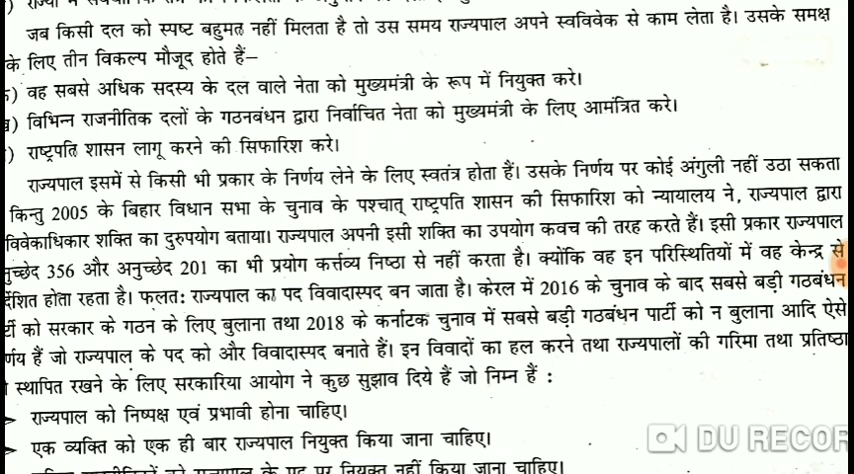 जब किसी दल को स्पष्ट बहुमत नहीं मिलता है तो उस समय राज्यपाल अपने स्वविवेक से काम लेता है। उसके समक्ष
के लिए तीन विकल्प मौजूद होते हैं–
) वह सबसे अधिक सदस्य के दल वाले नेता को मुख्यमंत्री के रूप में नियुक्त करे।
) विभिन्न राजनीतिक दलों के गठनबंधन द्वारा निर्वाचित नेता को मुख्यमंत्री के लिए आमंत्रित करे।
) राष्ट्रपति शासन लागू करने की सिफारिश करे।
राज्यपाल इसमें से किसी भी प्रकार के निर्णय लेने के लिए स्वतंत्र होता हैं। उसके निर्णय पर कोई अंगुली नहीं उठा सकता
किन्तु 2005 के बिहार विधान सभा के चुनाव के पश्चात् राष्ट्रपति शासन की सिफारिश को न्यायालय ने, राज्यपाल द्वारा
विवेकाधिकार शक्ति का दुरुपयोग बताया। राज्यपाल अपनी इसी शक्ति का उपयोग कवच की तरह करते हैं। इसी प्रकार राज्यपाल
नुच्छेद 356 और अनुच्छेद 201 का भी प्रयोग कर्त्तव्य निष्ठा से नहीं करता है। क्योंकि वह इन परिस्थितियों में वह केन्द्र से
र्देशित होता रहता है। फलतः राज्यपाल का पद विवादास्पद बन जाता है। केरल में 2016 के चुनाव के बाद सबसे बड़ी गठबंधन
र्टी को सरकार के गठन के लिए बुलाना तथा 2018 के कर्नाटक चुनाव में सबसे बड़ी गठबंधन पार्टी को न बुलाना आदि ऐसे
र्णय हैं जो राज्यपाल के पद को और विवादास्पद बनाते हैं। इन विवादों का हल करने तथा राज्यपालों की गरिमा तथा प्रतिष्ठा
स्थापित रखने के लिए सरकारिया आयोग ने कुछ सुझाव दिये हैं जो निम्न हैं :
➤ राज्यपाल को निष्पक्ष एवं प्रभावी होना चाहिए।
➤ एक व्यक्ति को एक ही बार राज्यपाल नियुक्त किया जाना चाहिए।
को राज्यपाल के पद पर नियुक्त नहीं किया जाना चाहिए।
DU RECOR